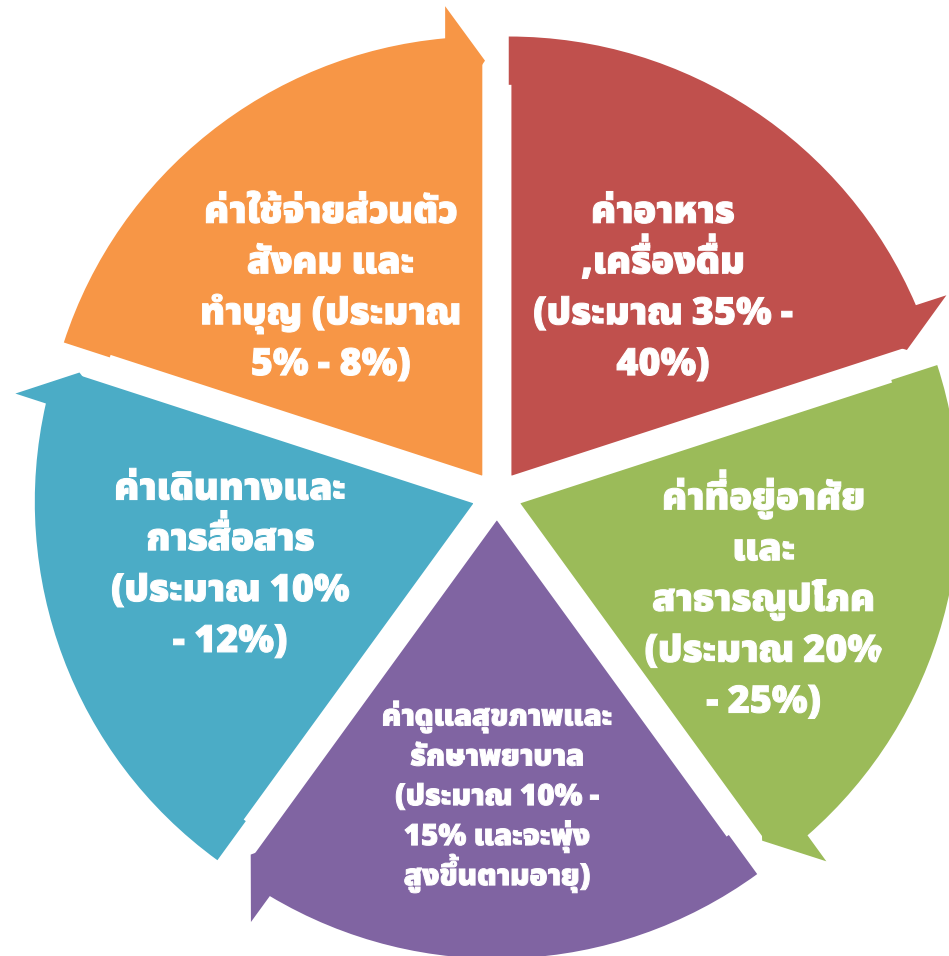 ค่าใช้จ่ายส่วนตัว
สังคม และ
ทำบุญ (ประมาณ
5% - 8%)
ค่าอาหาร
,เครื่องดื่ม
(ประมาณ 35% -
40%)
ค่าเดินทางและ
การสื่อสาร
(ประมาณ 10%
- 12%)
ค่าที่อยู่อาศัย
และ
สาธารณูปโภค
(ประมาณ 20%
- 25%)
ค่าดูแลสุขภาพและ
รักษาพยาบาล
(ประมาณ 10% -
15% และจะพุ่ง
สูงขึ้นตามอายุ)